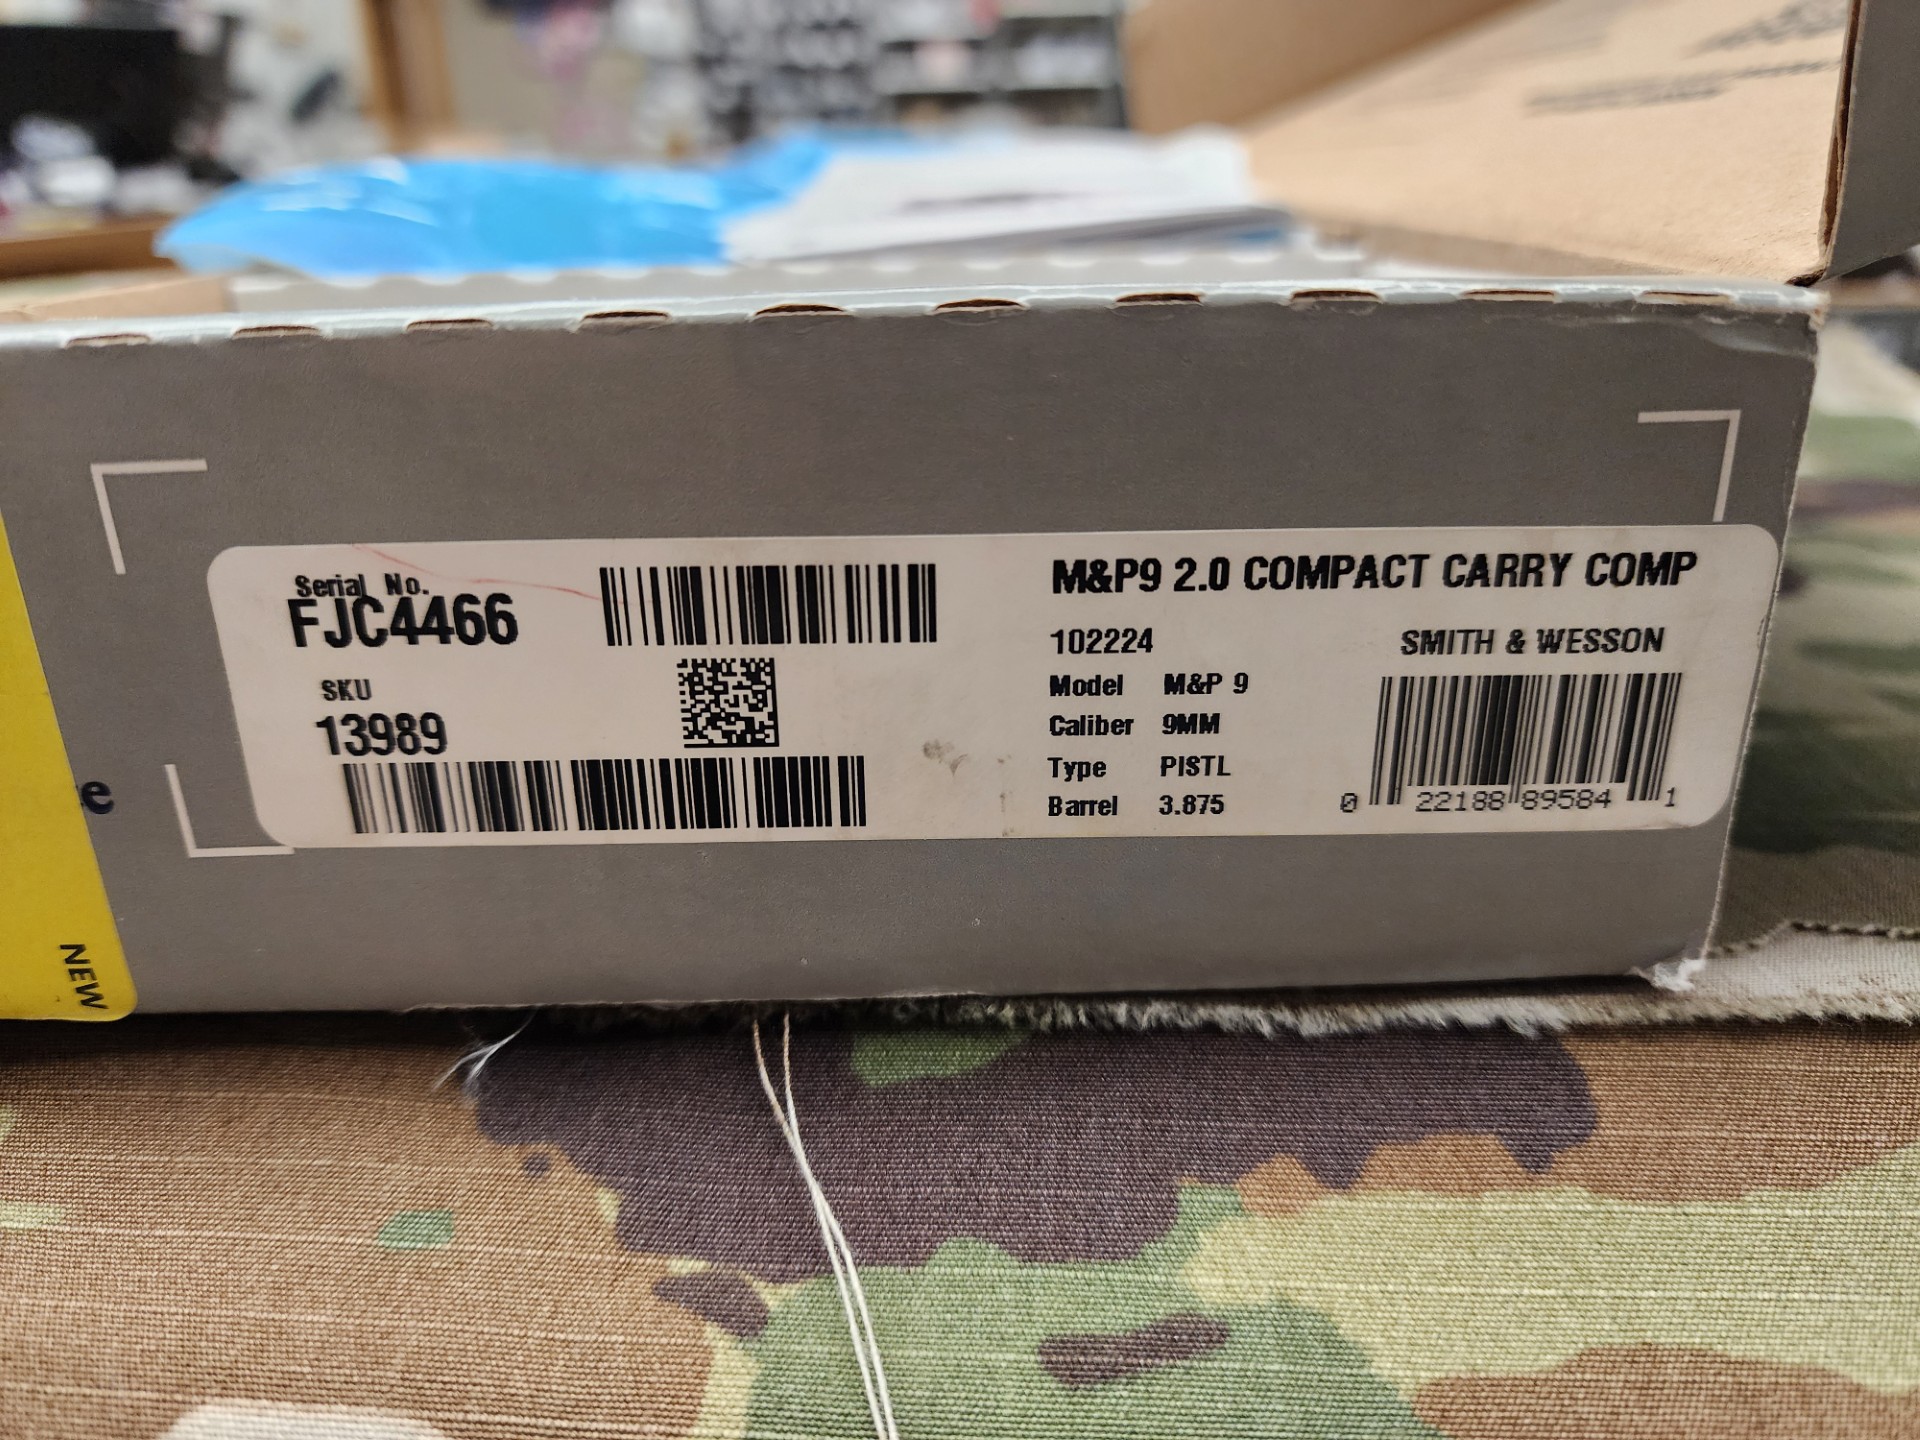 Serial No.
FJC4466
SKU
13989
M&P9 2.0 COMPACT CARRY COMP
102224
SMITH & WESSON
Model M&P 9
Caliber 9MM
Type PISTL
Barrel 3.875
0 22188 89584 1
e
NEW